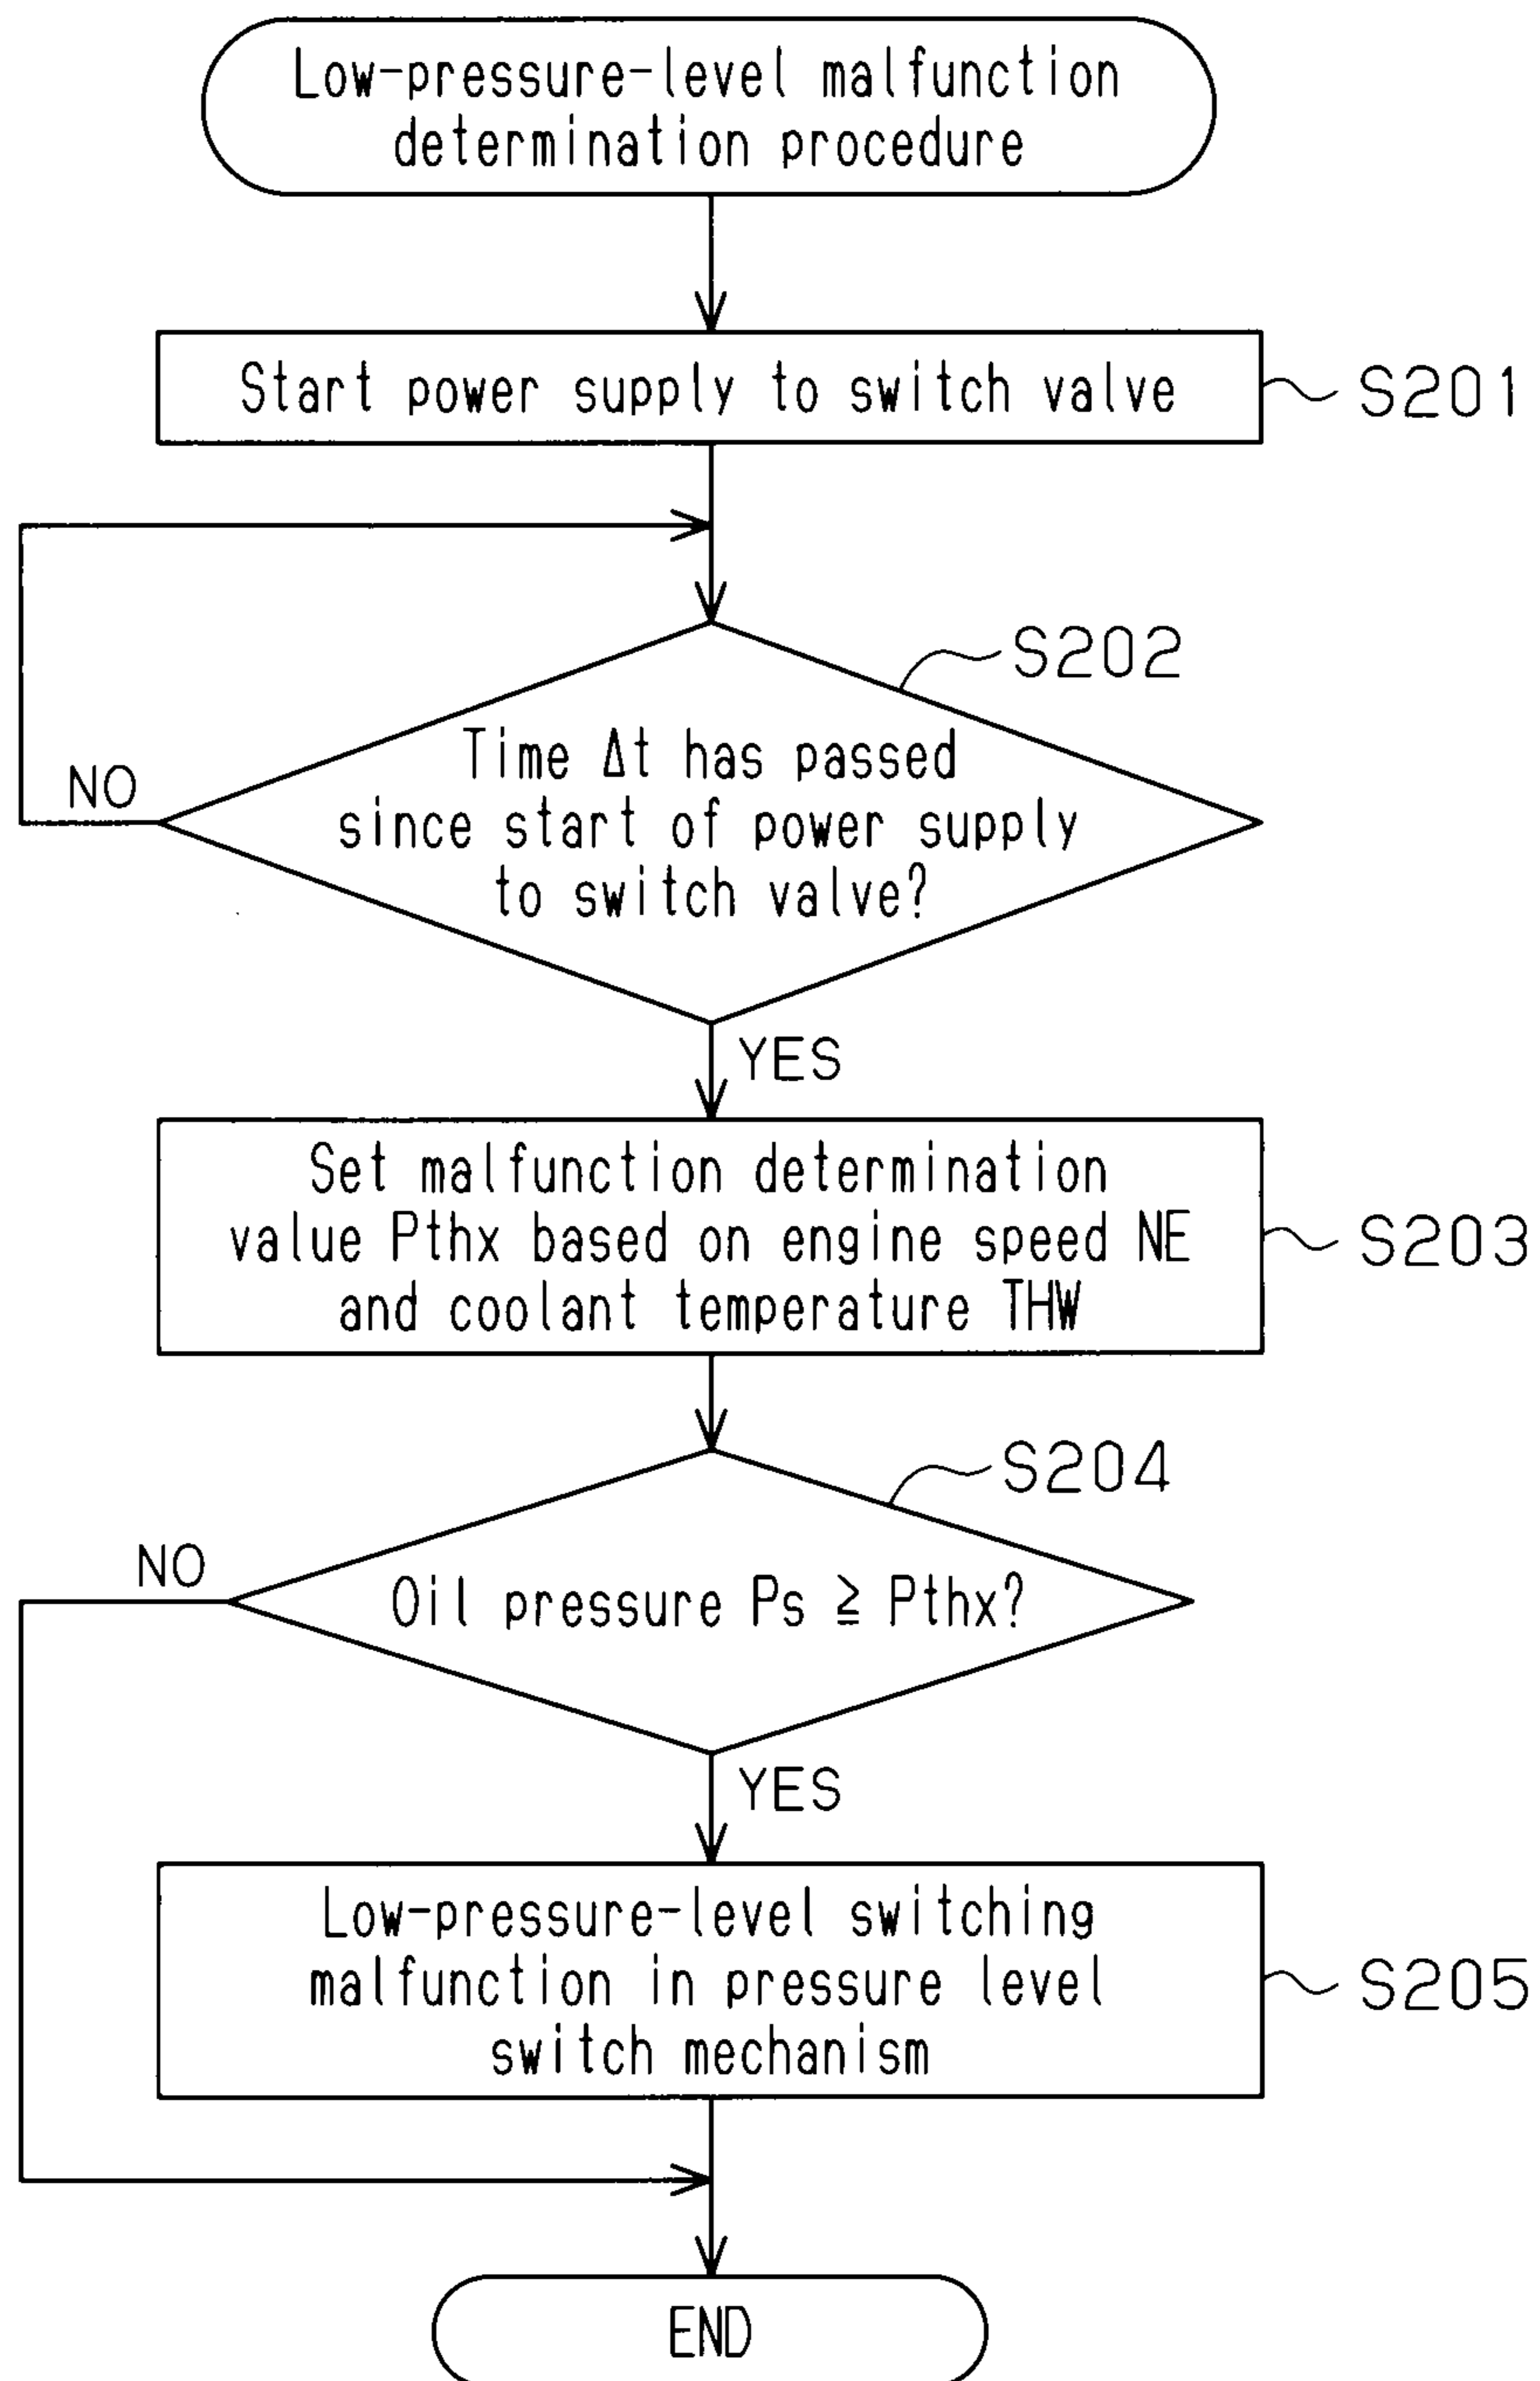 Low-pressure-level malfunction
determination procedure
Start power supply to switch valve
S201
S202
Time Δt has passed
since start of power supply
to switch valve?
NO
YES
Set malfunction determination
value Pthx based on engine speed NE
and coolant temperature THW
S203
S204
NO
Oil pressure Ps ≧ Pthx?
YES
Low-pressure-level switching
malfunction in pressure level
switch mechanism
S205
END